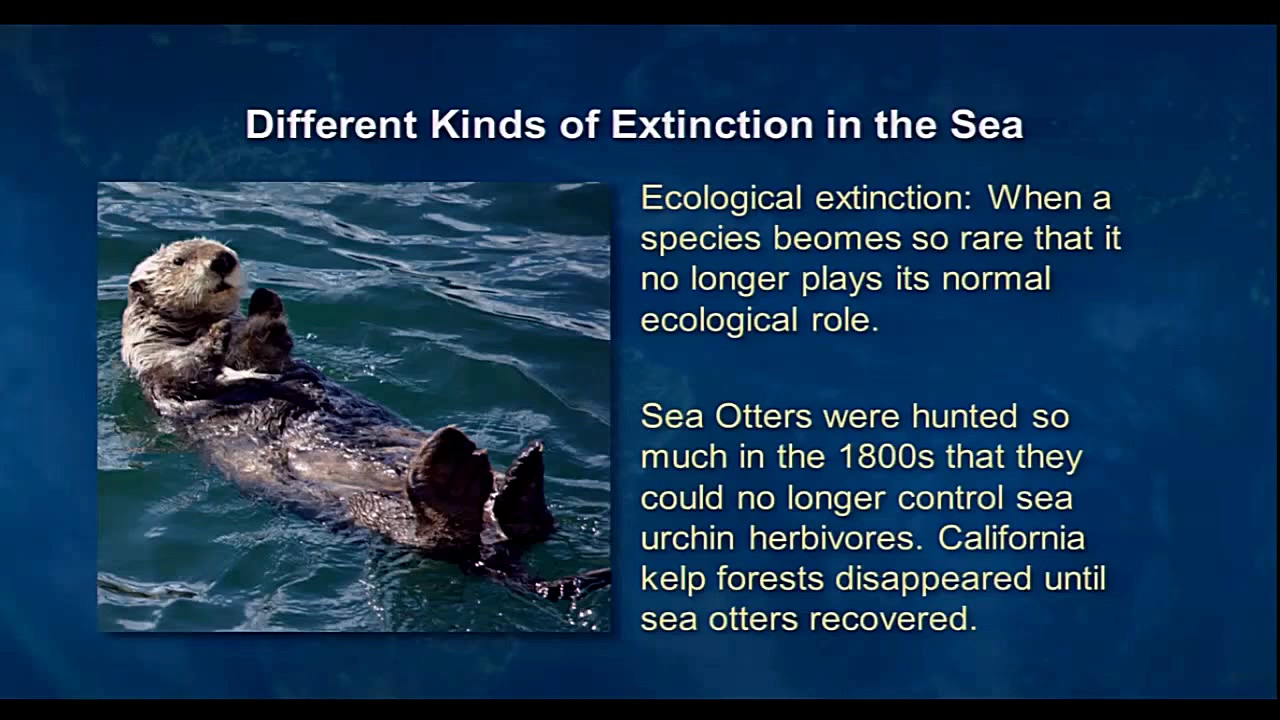 Different Kinds of Extinction in the Sea
Ecological extinction: When a
species beomes so rare that it
no longer plays its normal
ecological role.
Sea Otters were hunted so
much in the 1800s that they
could no longer control sea
urchin herbivores. California
kelp forests disappeared until
sea otters recovered.